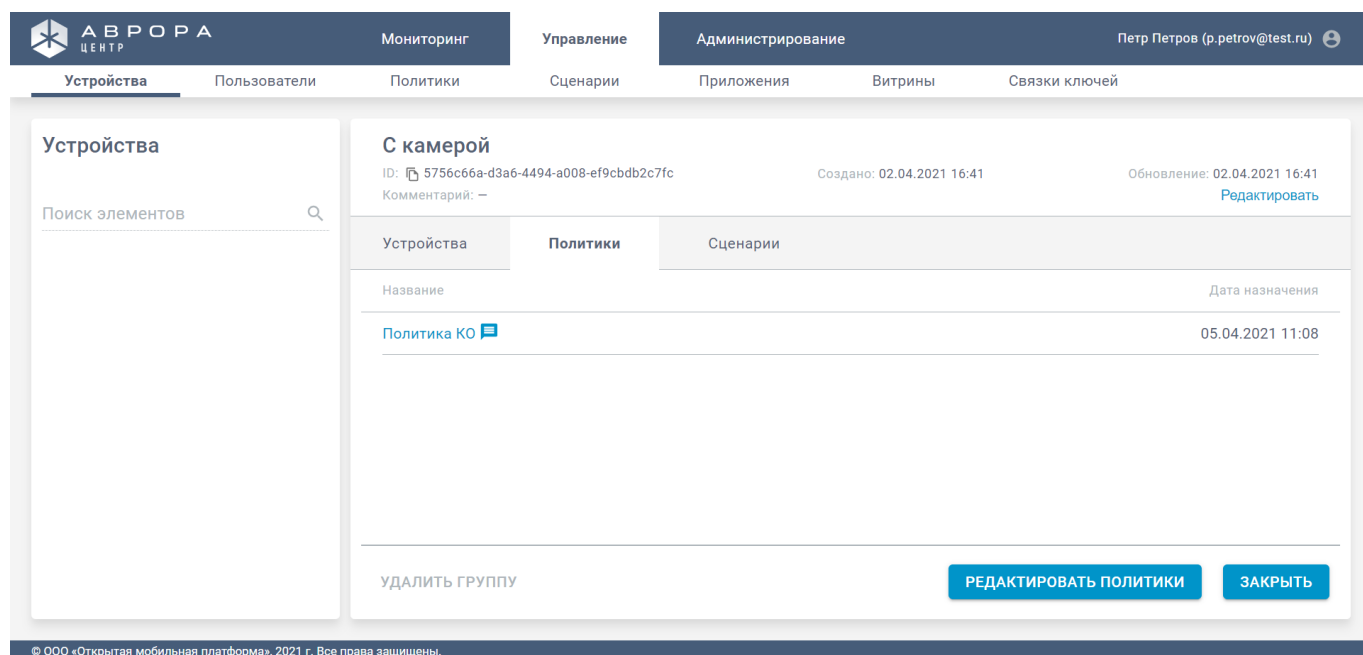 АВРОРА
ЦЕНТР
Мониторинг Управление Администрирование Петр Петров (p.petrov@test.ru)
Устройства Пользователи Политики Сценарии Приложения Витрины Связки ключей
Устройства
Поиск элементов
С камерой
ID: 5756c66a-d3a6-4494-a008-ef9cbdb2c7fc Создано: 02.04.2021 16:41 Обновление: 02.04.2021 16:41
Комментарий: — Редактировать
Устройства Политики Сценарии
Название Дата назначения
Политика КО 05.04.2021 11:08
УДАЛИТЬ ГРУППУ РЕДАКТИРОВАТЬ ПОЛИТИКИ ЗАКРЫТЬ
© ООО «Открытая мобильная платформа», 2021 г. Все права защищены.